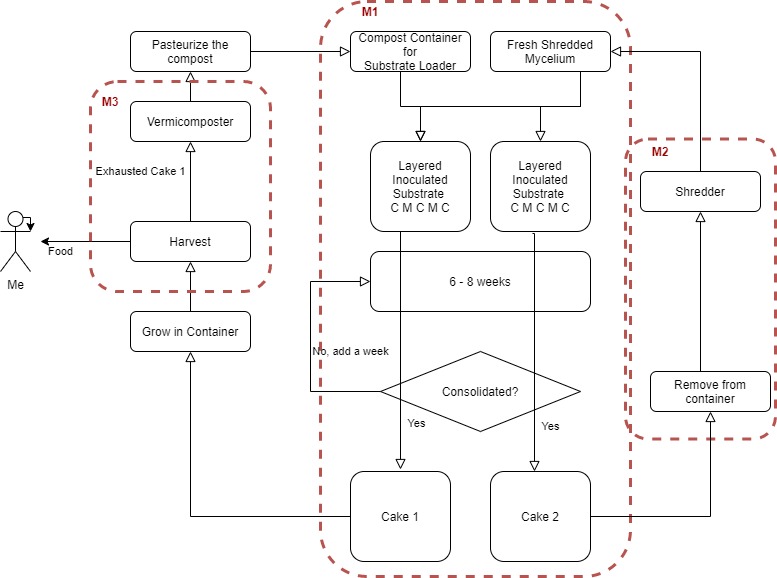 M1
Pasteurize the
compost
Compost Container
for
Substrate Loader
Fresh Shredded
Mycelium
M3
Vermicomposter
Exhausted Cake 1
Harvest
Food
Me
Grow in Container
Layered
Inoculated
Substrate
C M C M C
Layered
Inoculated
Substrate
C M C M C
M2
Shredder
6 - 8 weeks
No, add a week
Consolidated?
Remove from
container
Yes
Yes
Cake 1
Cake 2